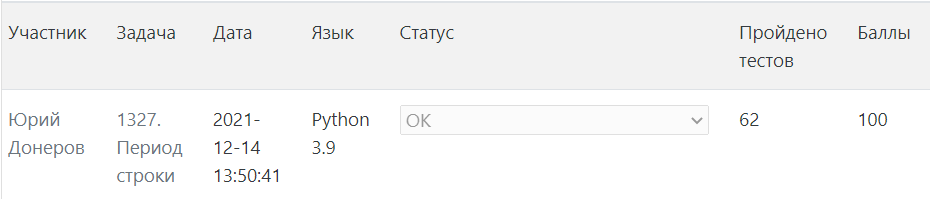 Участник Задача Дата Язык Статус Пройдено тестов Баллы
Юрий Донеров 1327. Период строки 2021-12-14 13:50:41 Python 3.9 OK 62 100